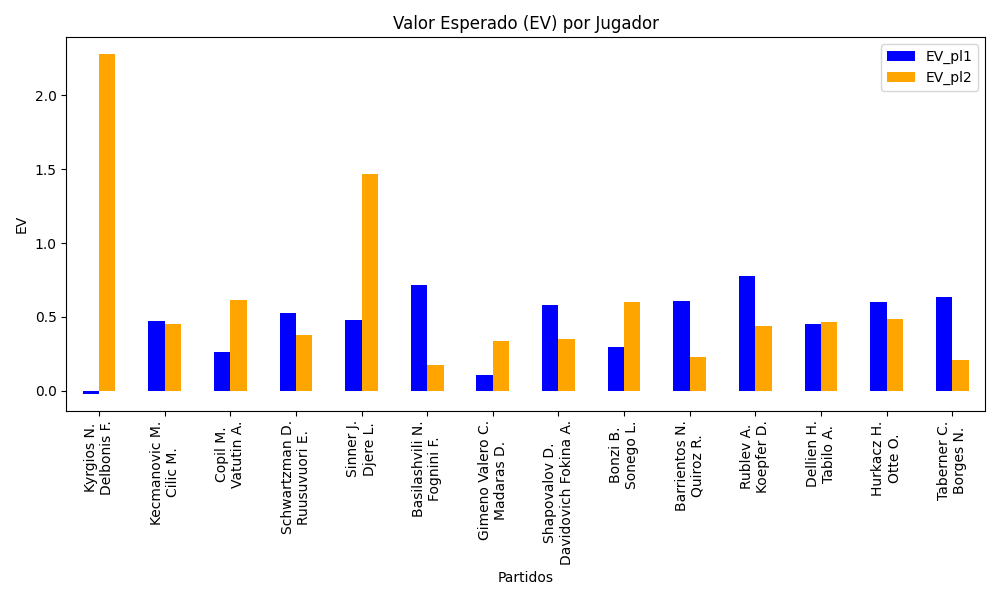 Valor Esperado (EV) por Jugador
EV_pl1
EV_pl2
EV
2.0
1.5
1.0
0.5
0.0
Kyrgios N.
Delbonis F.
Kecmanovic M.
Cilic M.
Copil M.
Vatutin A.
Schwartzman D.
Ruusuvuori E.
Sinner J.
Djere L.
Basilashvili N.
Fognini F.
Gimeno Valero C.
Madaras D.
Shapovalov D.
Davidovich Fokina A.
Bonzi B.
Sonego L.
Barrientos N.
Quiroz R.
Rublev A.
Koepfer D.
Dellien H.
Tabilo A.
Hurkacz H.
Otte O.
Taberner C.
Borges N.
Partidos